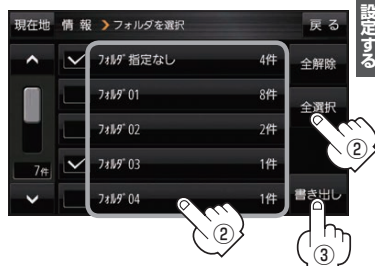 現在地 情 報 フォルダを選択 戻 る
ﾌｫﾙﾀﾞ指定なし 4件 全解除
ﾌｫﾙﾀﾞ01 8件 全選択
ﾌｫﾙﾀﾞ02 2件
②
7件 ﾌｫﾙﾀﾞ03 1件
ﾌｫﾙﾀﾞ04 1件 書き出し
②
③
設定する